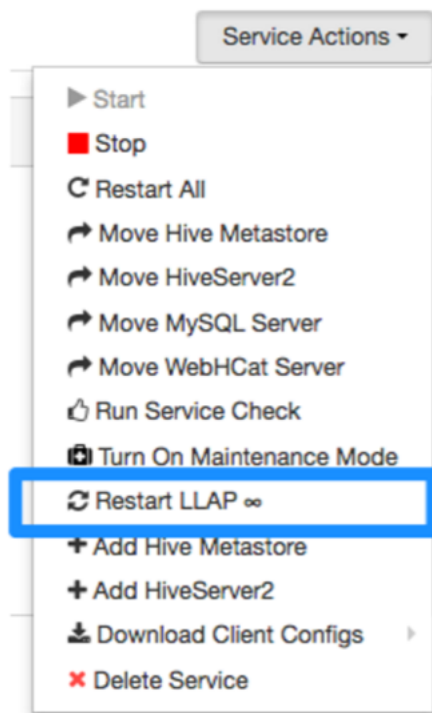 Service Actions
Start
Stop
Restart All
Move Hive Metastore
Move HiveServer2
Move MySQL Server
Move WebHCat Server
Run Service Check
Turn On Maintenance Mode
Restart LLAP ∞
Add Hive Metastore
Add HiveServer2
Download Client Configs
Delete Service